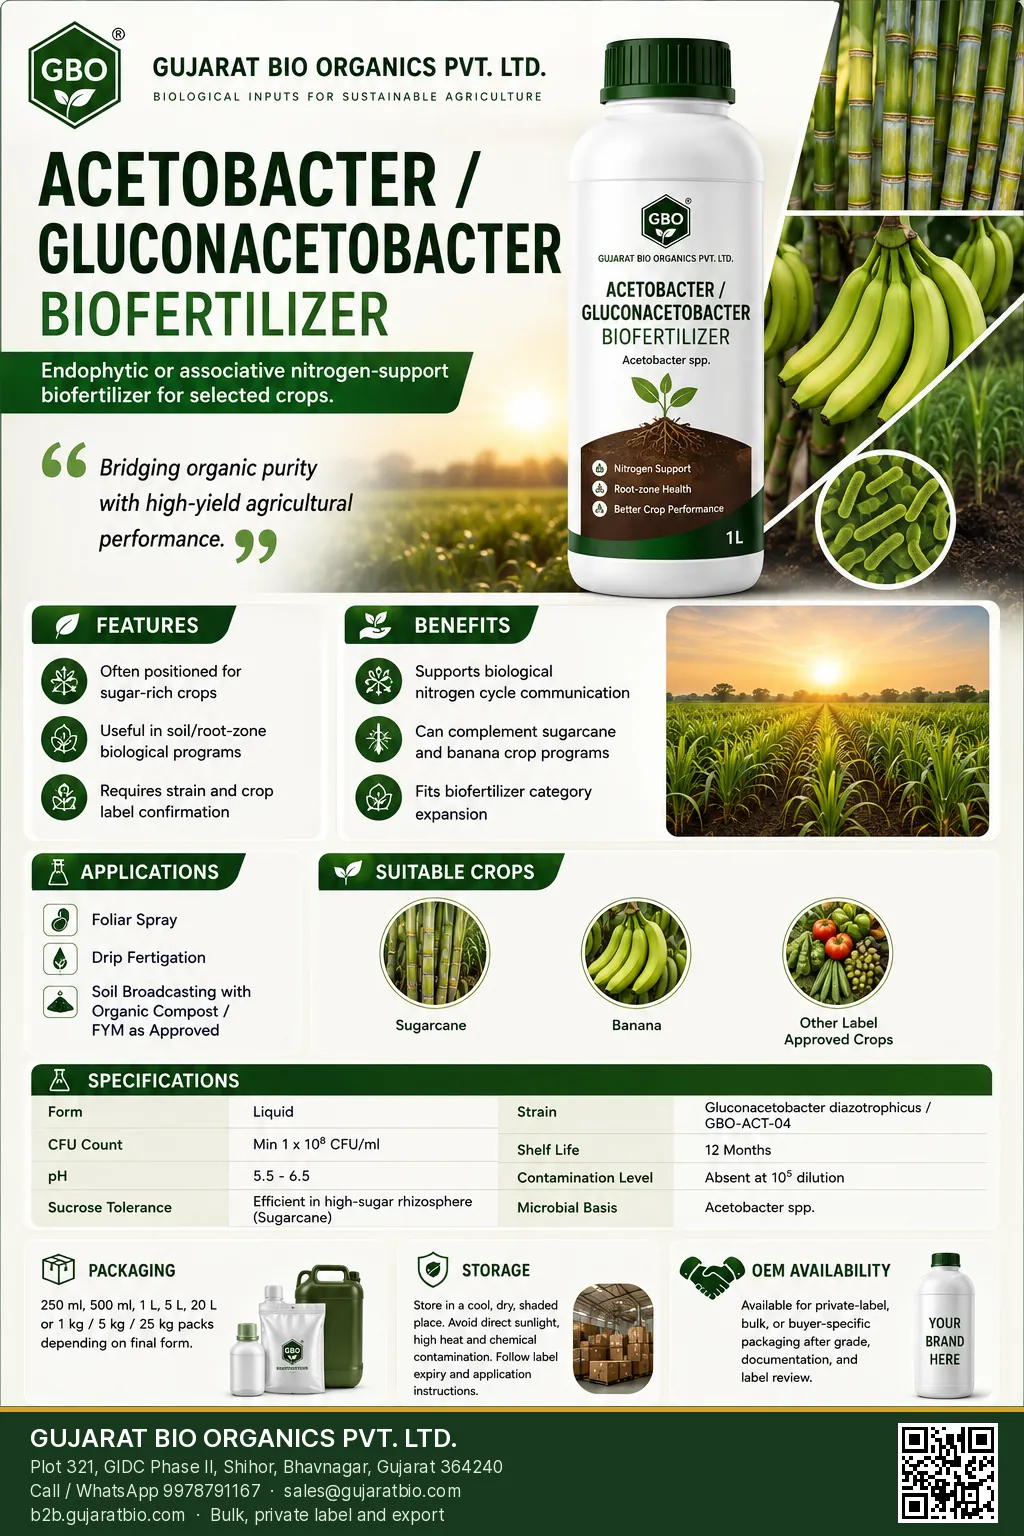 GBO
®
GUJARAT BIO ORGANICS PVT. LTD.
BIOLOGICAL INPUTS FOR SUSTAINABLE AGRICULTURE
ACETOBACTER /
GLUCONACETOBACTER
BIOFERTILIZER
Endophytic or associative nitrogen-support
biofertilizer for selected crops.
“ Bridging organic purity
with high-yield agricultural
performance. ”
GBO
®
GUJARAT BIO ORGANICS PVT. LTD.
ACETOBACTER /
GLUCONACETOBACTER
BIOFERTILIZER
Acetobacter spp.
Nitrogen Support
Root-zone Health
Better Crop Performance
1L
FEATURES
Often positioned for
sugar-rich crops
Useful in soil/root-zone
biological programs
Requires strain and crop
label confirmation
BENEFITS
Supports biological
nitrogen cycle communication
Can complement sugarcane
and banana crop programs
Fits biofertilizer category
expansion
APPLICATIONS
Foliar Spray
Drip Fertigation
Soil Broadcasting with
Organic Compost /
FYM as Approved
SUITABLE CROPS
Sugarcane
Banana
Other Label
Approved Crops
SPECIFICATIONS
Form Liquid
CFU Count Min 1 x 10⁸ CFU/ml
pH 5.5 - 6.5
Sucrose Tolerance Efficient in high-sugar rhizosphere
(Sugarcane)
Strain Gluconacetobacter diazotrophicus /
GBO-ACT-04
Shelf Life 12 Months
Contamination Level Absent at 10⁵ dilution
Microbial Basis Acetobacter spp.
PACKAGING
250 ml, 500 ml, 1 L, 5 L, 20 L
or 1 kg / 5 kg / 25 kg packs
depending on final form.
GBO
STORAGE
Store in a cool, dry, shaded
place. Avoid direct sunlight,
high heat and chemical
contamination. Follow label
expiry and application
instructions.
OEM AVAILABILITY
Available for private-label,
bulk, or buyer-specific
packaging after grade,
documentation, and
label review.
YOUR
BRAND
HERE
GUJARAT BIO ORGANICS PVT. LTD.
Plot 321, GIDC Phase II, Shihor, Bhavnagar, Gujarat 364240
Call / WhatsApp 9978791167 · sales@gujaratbio.com
b2b.gujaratbio.com · Bulk, private label and export